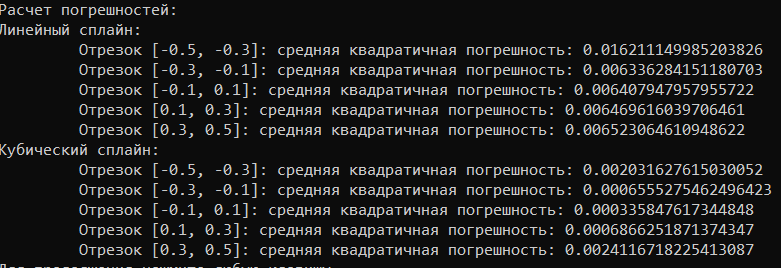 Расчет погрешностей:
Линейный сплайн:
Отрезок [-0.5, -0.3]: средняя квадратичная погрешность: 0.016211149985203826
Отрезок [-0.3, -0.1]: средняя квадратичная погрешность: 0.006336284151180703
Отрезок [-0.1, 0.1]: средняя квадратичная погрешность: 0.006407947957955722
Отрезок [0.1, 0.3]: средняя квадратичная погрешность: 0.006469616039706461
Отрезок [0.3, 0.5]: средняя квадратичная погрешность: 0.006523064610948622
Кубический сплайн:
Отрезок [-0.5, -0.3]: средняя квадратичная погрешность: 0.002031627615030052
Отрезок [-0.3, -0.1]: средняя квадратичная погрешность: 0.0006555275462496423
Отрезок [-0.1, 0.1]: средняя квадратичная погрешность: 0.000335847617344848
Отрезок [0.1, 0.3]: средняя квадратичная погрешность: 0.0006866251871374347
Отрезок [0.3, 0.5]: средняя квадратичная погрешность: 0.0024116718225413087